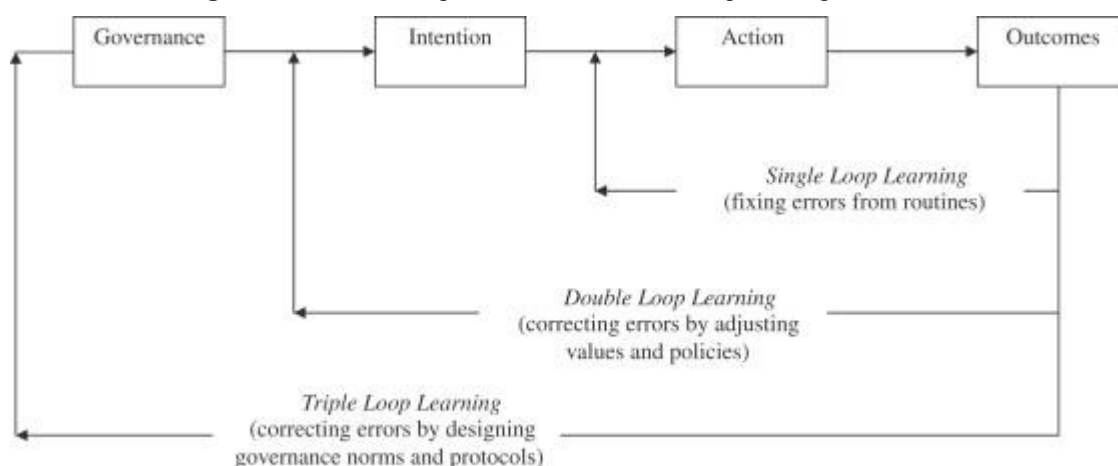 Governance
Intention
Action
Outcomes
Single Loop Learning
(fixing errors from routines)
Double Loop Learning
(correcting errors by adjusting
values and policies)
Triple Loop Learning
(correcting errors by designing
governance norms and protocols)